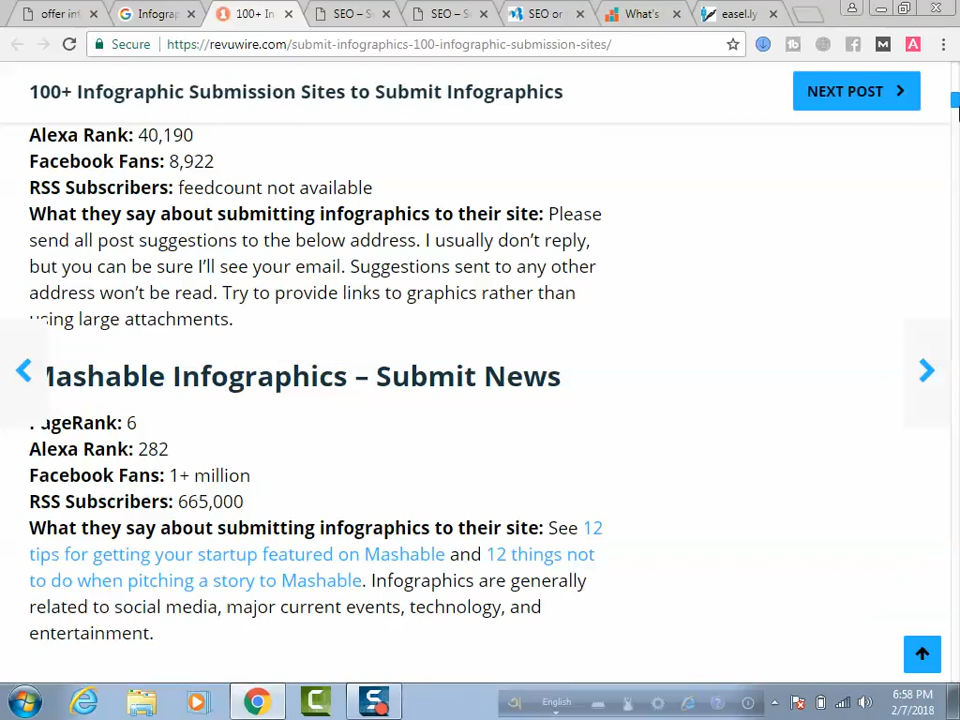 offer in
Infograp
100+ In
SEO – S
SEO – S
SEO or
What's
easel.ly
Secure https://revuwire.com/submit-infographics-100-infographic-submission-sites/
100+ Infographic Submission Sites to Submit Infographics
NEXT POST
Alexa Rank: 40,190
Facebook Fans: 8,922
RSS Subscribers: feedcount not available
What they say about submitting infographics to their site: Please
send all post suggestions to the below address. I usually don't reply,
but you can be sure I'll see your email. Suggestions sent to any other
address won't be read. Try to provide links to graphics rather than
using large attachments.
Mashable Infographics – Submit News
PageRank: 6
Alexa Rank: 282
Facebook Fans: 1+ million
RSS Subscribers: 665,000
What they say about submitting infographics to their site: See 12
tips for getting your startup featured on Mashable and 12 things not
to do when pitching a story to Mashable. Infographics are generally
related to social media, major current events, technology, and
entertainment.
English
6:58 PM
2/7/2018